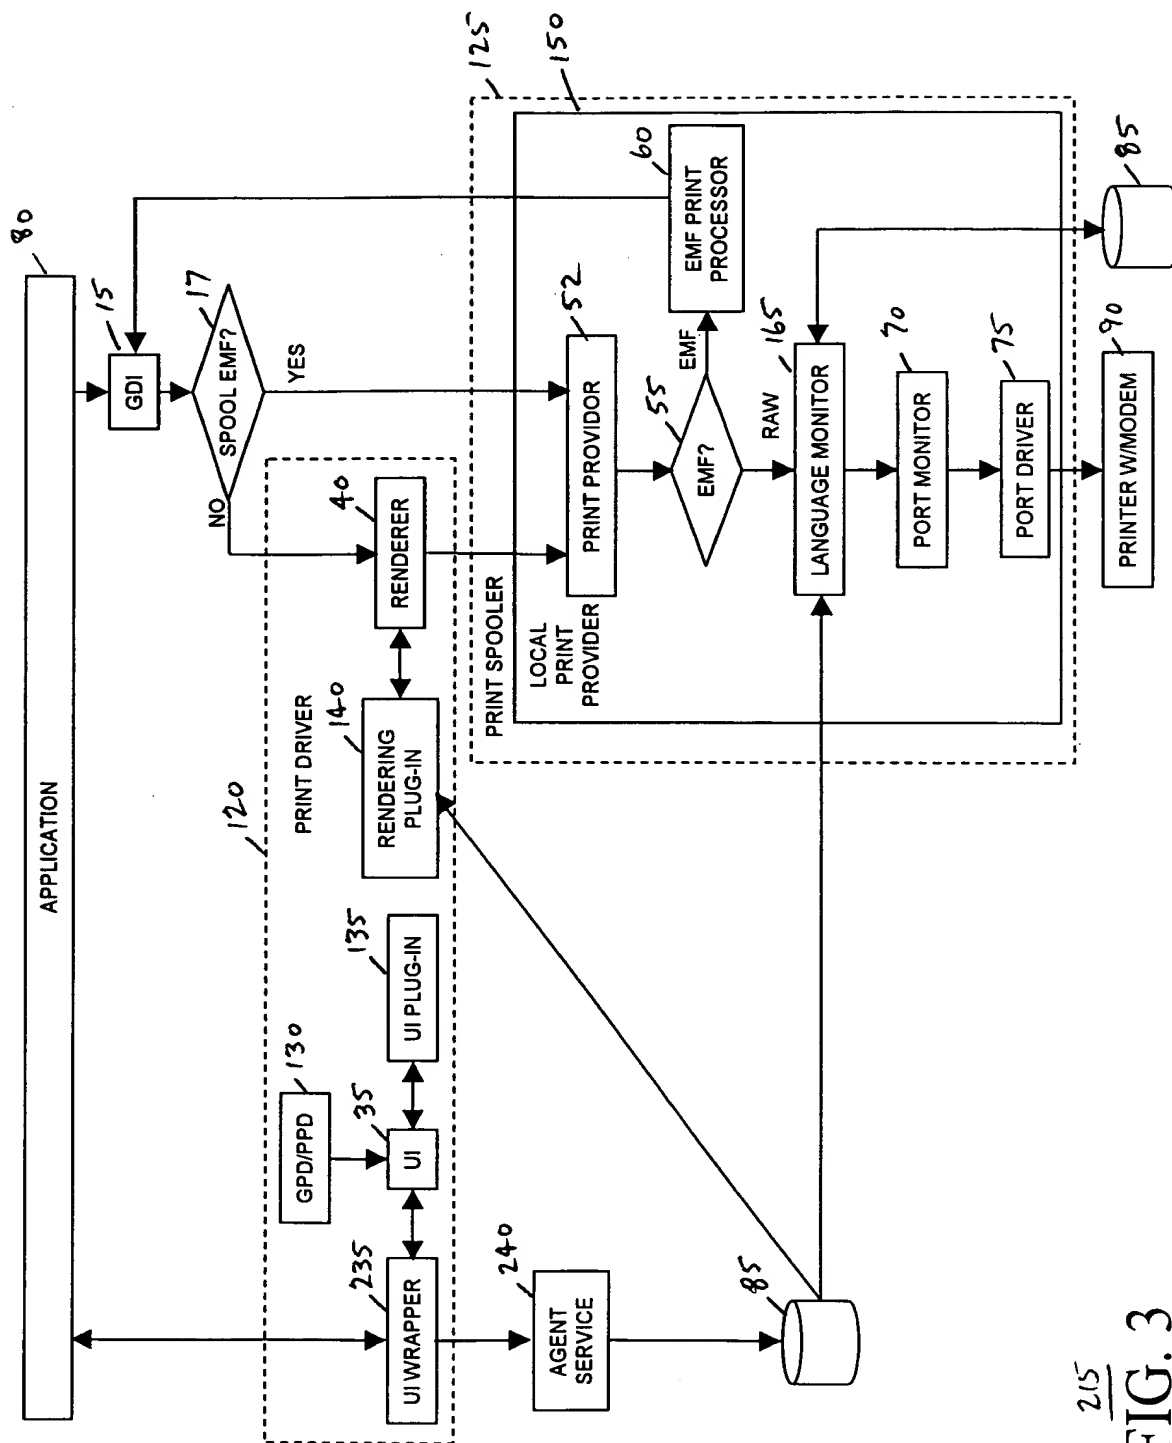 APPLICATION
80
GDI
15
SPOOL EMF?
17
NO
YES
120
PRINT DRIVER
GPD/PPD
130
UI WRAPPER
235
UI
35
UI PLUG-IN
135
RENDERING
PLUG-IN
140
RENDERER
40
AGENT
SERVICE
240
85
PRINT SPOOLER
125
LOCAL
PRINT
PROVIDER
150
PRINT PROVIDOR
52
EMF?
55
EMF
EMF PRINT
PROCESSOR
60
RAW
LANGUAGE MONITOR
165
PORT MONITOR
70
PORT DRIVER
75
PRINTER W/MODEM
90
85
215
FIG. 3